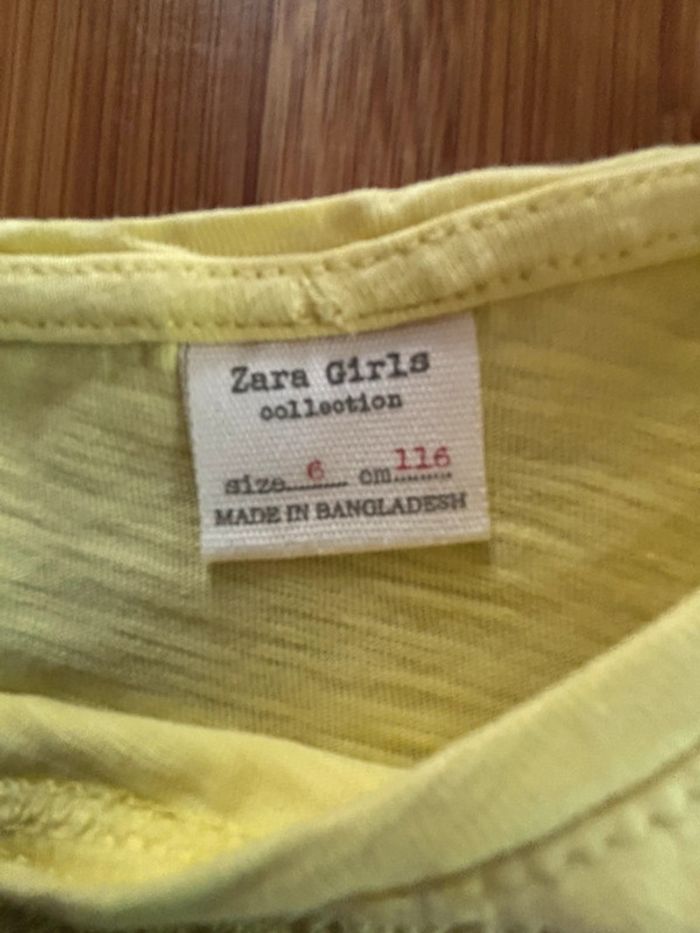 Zara Girls
collection
size 6 cm 116
MADE IN BANGLADESH